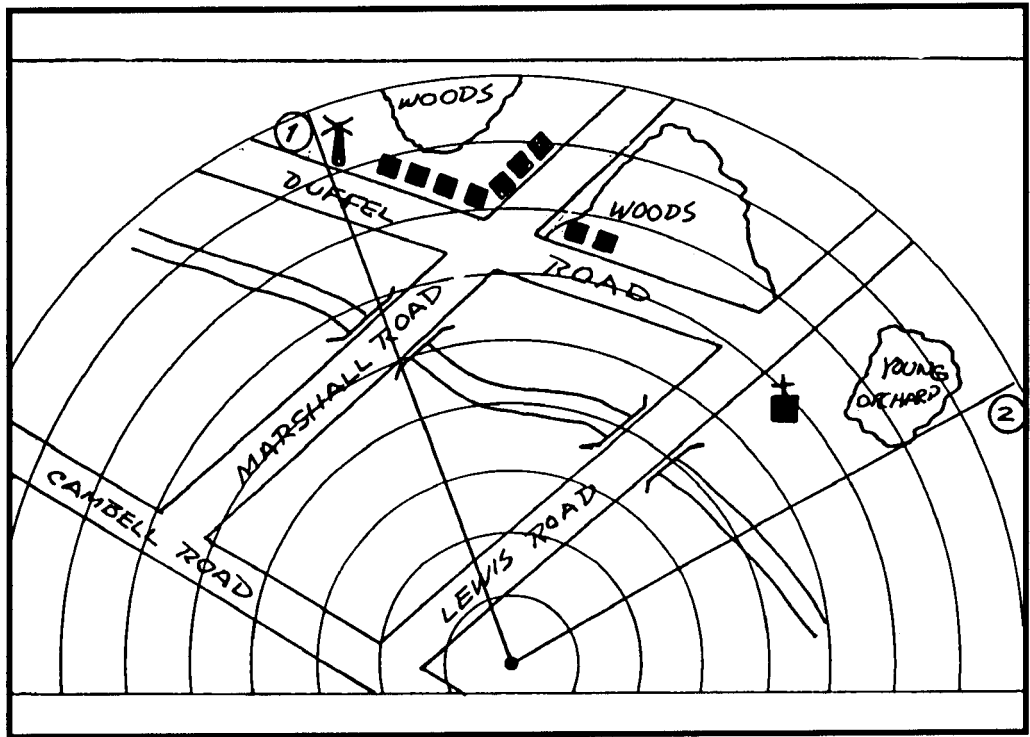 WOODS
1
DUFFEL
WOODS
ROAD
MARSHALL ROAD
YOUNG
ORCHARD
2
CAMBELL ROAD
LEWIS ROAD